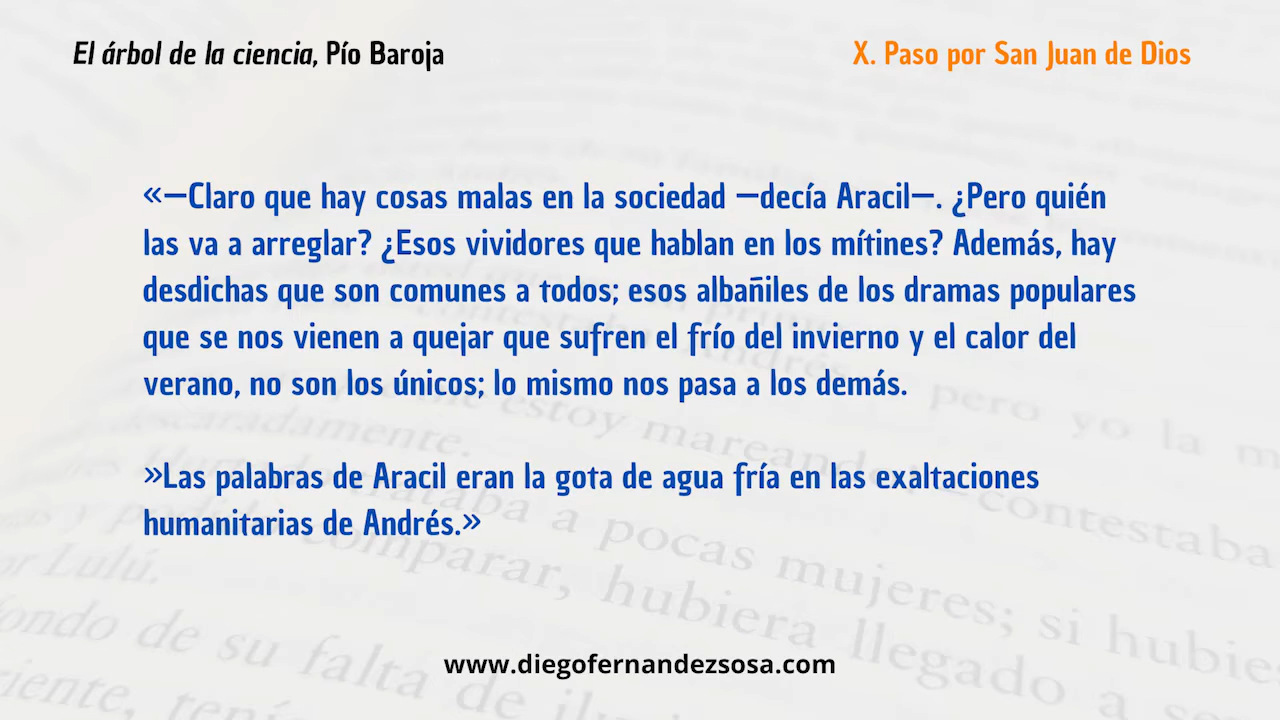 El árbol de la ciencia, Pío Baroja
X. Paso por San Juan de Dios
«—Claro que hay cosas malas en la sociedad —decía Aracil—. ¿Pero quién
las va a arreglar? ¿Esos vividores que hablan en los mítines? Además, hay
desdichas que son comunes a todos; esos albañiles de los dramas populares
que se nos vienen a quejar que sufren el frío del invierno y el calor del
verano, no son los únicos; lo mismo nos pasa a los demás.
»Las palabras de Aracil eran la gota de agua fría en las exaltaciones
humanitarias de Andrés.»
www.diegofernandezsosa.com